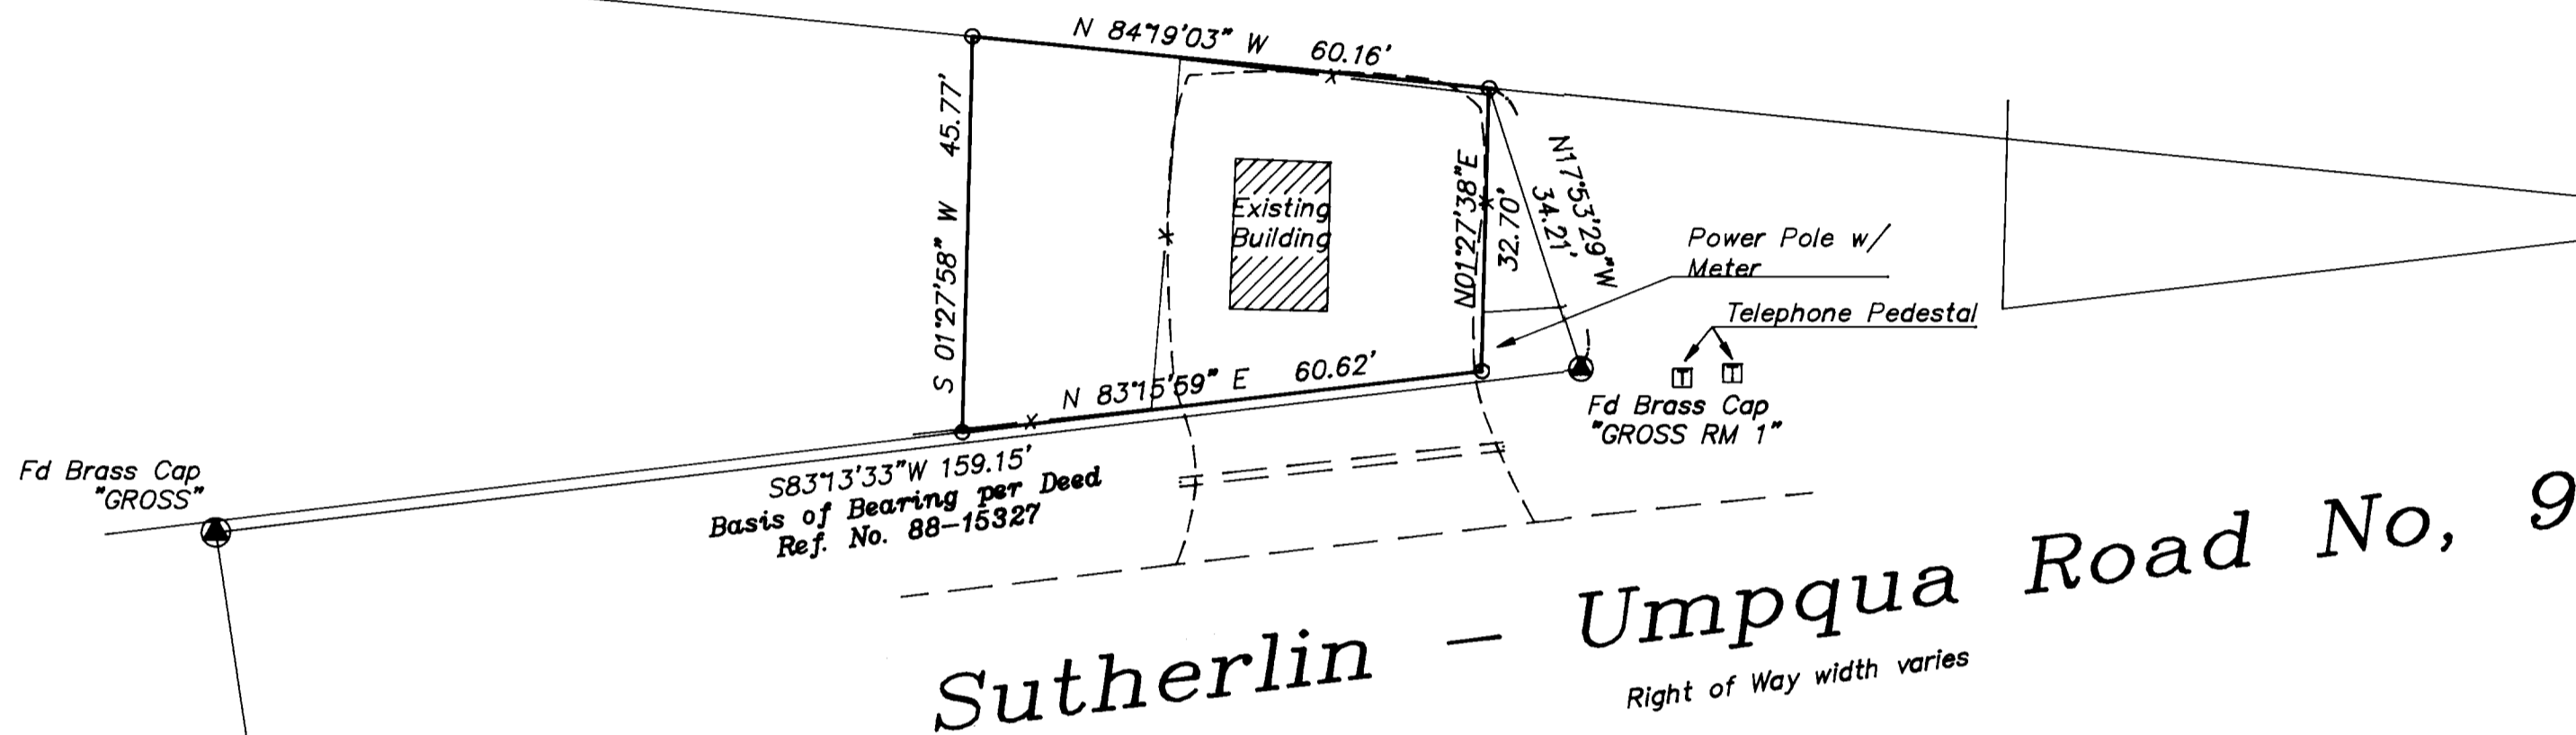 N 84°19'03" W 60.16'
S 01°27'58" W 45.77'
N01°27'38"E
32.70'
N17°53'29"W
34.21'
Existing
Building
Power Pole w/
Meter
Telephone Pedestal
T T
N 83°15'59" E 60.62'
Fd Brass Cap
"GROSS RM 1"
Fd Brass Cap
"GROSS"
S83°13'33"W 159.15'
Basis of Bearing per Deed
Ref. No. 88-15327
Sutherlin - Umpqua Road No, 9
Right of Way width varies